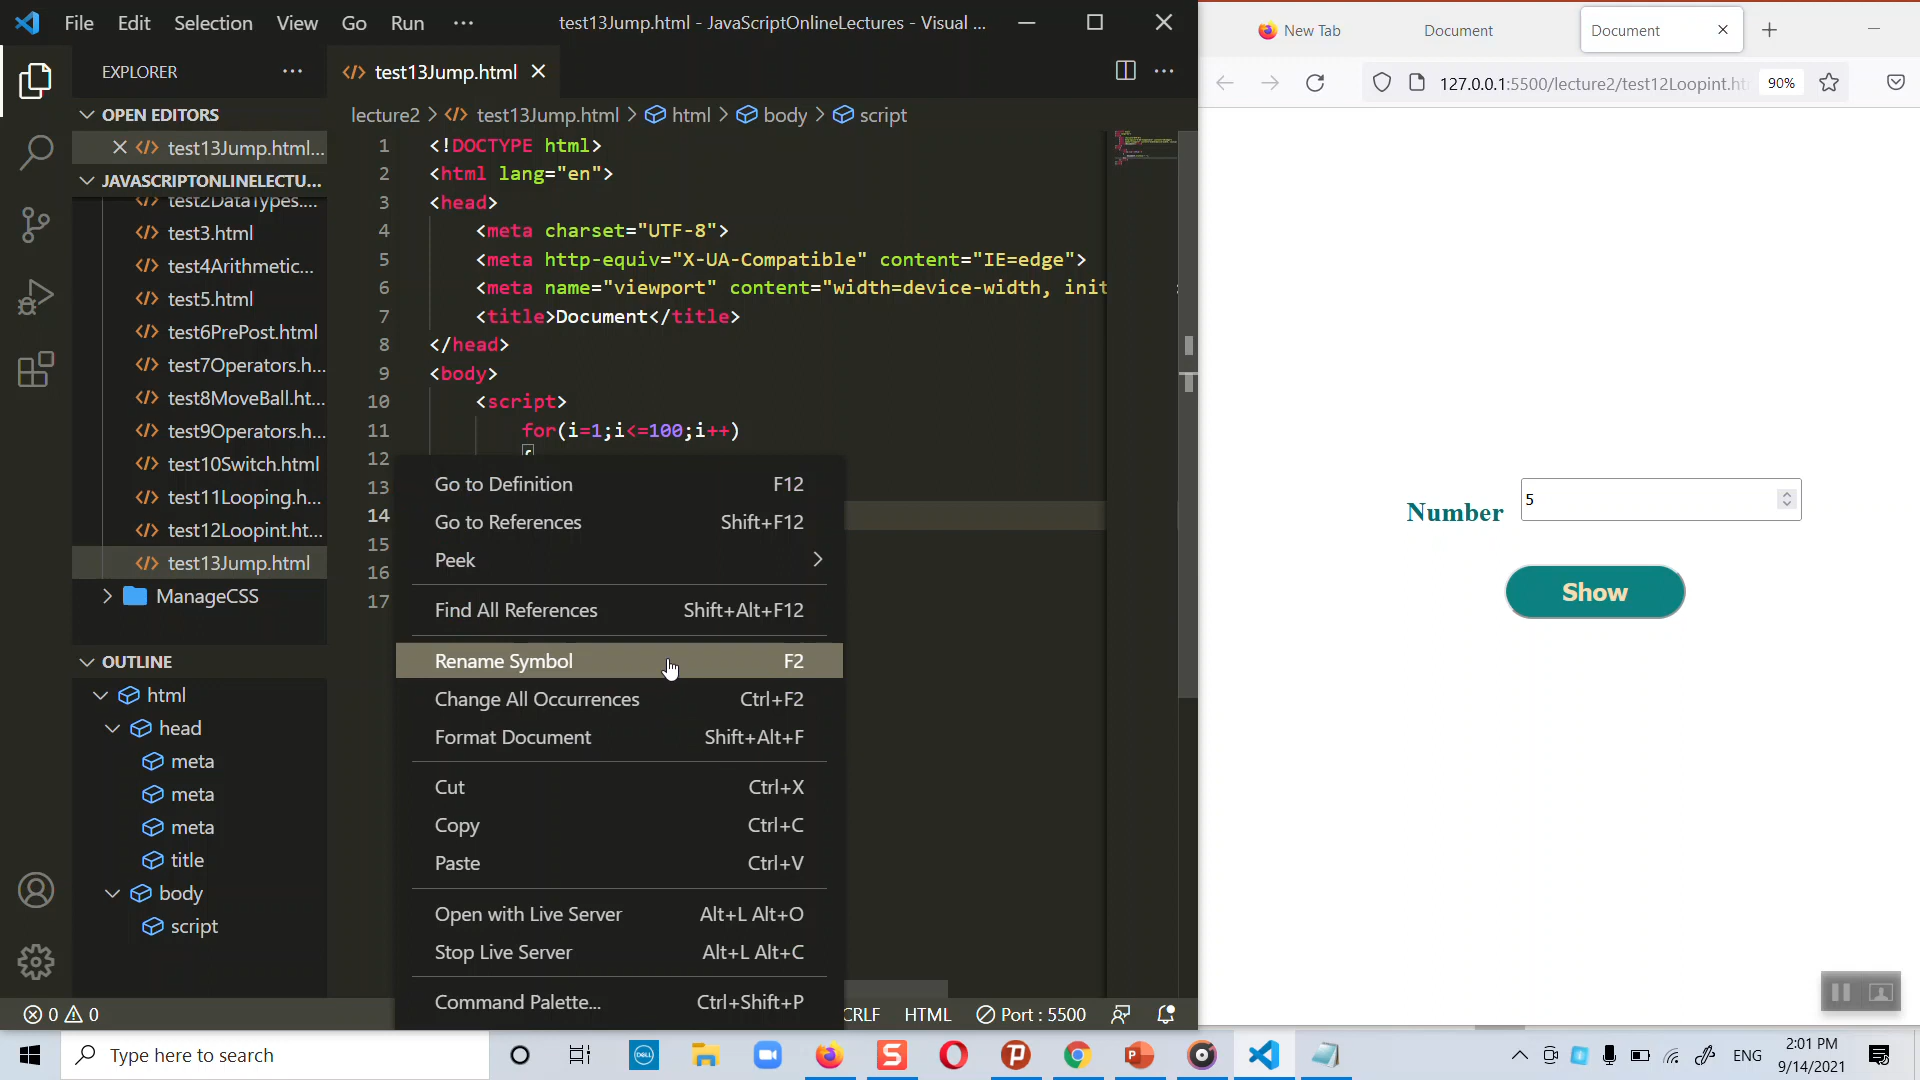 File Edit Selection View Go Run ··· test13Jump.html - JavaScriptOnlineLectures - Visual ...
EXPLORER ···
OPEN EDITORS
test13Jump.html...
JAVASCRIPTONLINELECTU...
test2DataTypes....
test3.html
test4Arithmetic...
test5.html
test6PrePost.html
test7Operators.h...
test8MoveBall.ht...
test9Operators.h...
test10Switch.html
test11Looping.h...
test12Loopint.ht...
test13Jump.html
ManageCSS
OUTLINE
html
head
meta
meta
meta
title
body
script
test13Jump.html
lecture2 > test13Jump.html > html > body > script
1 <!DOCTYPE html>
2 <html lang="en">
3 <head>
4 <meta charset="UTF-8">
5 <meta http-equiv="X-UA-Compatible" content="IE=edge">
6 <meta name="viewport" content="width=device-width, init
7 <title>Document</title>
8 </head>
9 <body>
10 <script>
11 for(i=1;i<=100;i++)
12 {
13
14
15
16
17
Go to Definition F12
Go to References Shift+F12
Peek
Find All References Shift+Alt+F12
Rename Symbol F2
Change All Occurrences Ctrl+F2
Format Document Shift+Alt+F
Cut Ctrl+X
Copy Ctrl+C
Paste Ctrl+V
Open with Live Server Alt+L Alt+O
Stop Live Server Alt+L Alt+C
Command Palette... Ctrl+Shift+P
0 0 CRLF HTML Port : 5500
New Tab Document Document
127.0.0.1:5500/lecture2/test12Loopint.ht 90%
Number 5
Show
Type here to search
DELL
ENG
2:01 PM
9/14/2021